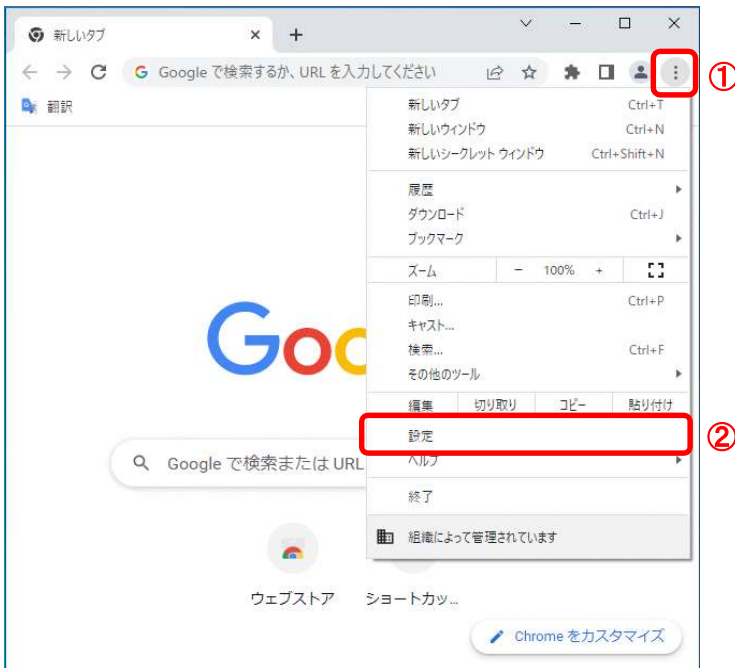 新しいタブ
Google で検索するか、URL を入力してください
①
翻訳
新しいタブ Ctrl+T
新しいウィンドウ Ctrl+N
新しいシークレット ウィンドウ Ctrl+Shift+N
履歴
ダウンロード Ctrl+J
ブックマーク
ズーム - 100% +
印刷... Ctrl+P
キャスト...
検索... Ctrl+F
その他のツール
編集 切り取り コピー 貼り付け
設定
②
ヘルプ
終了
組織によって管理されています
Goo
Google で検索または URL
ウェブストア ショートカッ...
Chrome をカスタマイズ